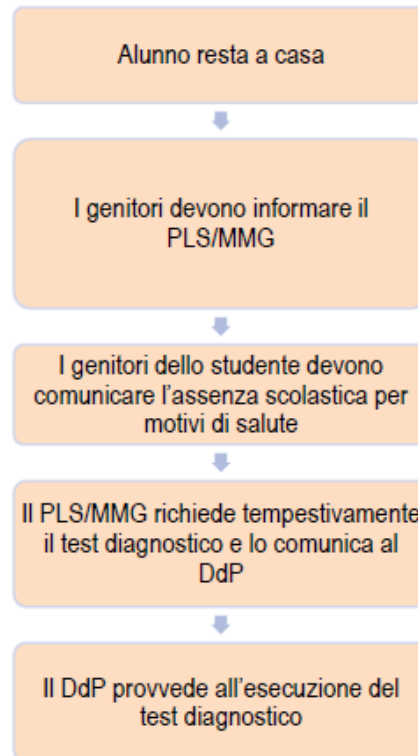 Alunno resta a casa
I genitori devono informare il
PLS/MMG
I genitori dello studente devono
comunicare l'assenza scolastica per
motivi di salute
Il PLS/MMG richiede tempestivamente
il test diagnostico e lo comunica al
DdP
Il DdP provvede all'esecuzione del
test diagnostico